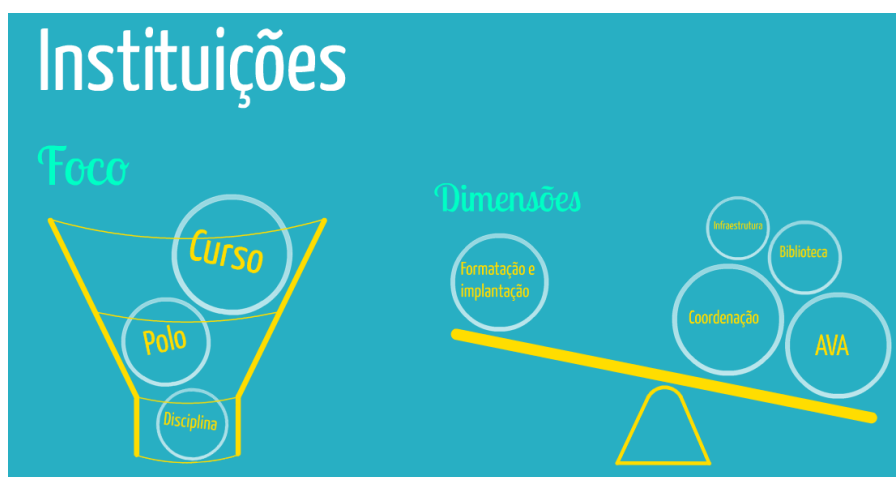 Instituições
Foco
Curso
Polo
Disciplina
Dimensões
Formatação e
implantação
Infraestrutura
Biblioteca
Coordenação
AVA